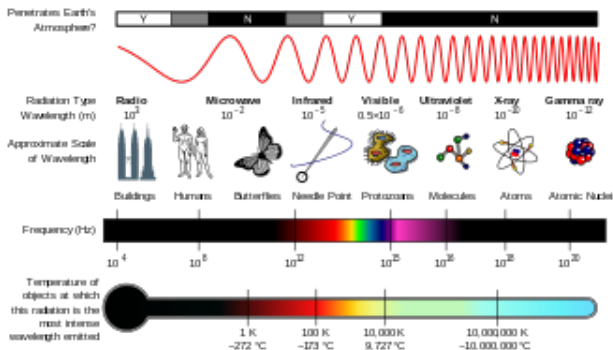 Penetrates Earth's
Atmosphere?
Y N Y N
Radiation Type
Wavelength (m)
Radio Microwave Infrared Visible Ultraviolet X-ray Gamma ray
10³ 10⁻² 10⁻⁵ 0.5×10⁻⁶ 10⁻⁸ 10⁻¹⁰ 10⁻¹²
Approximate Scale
of Wavelength
Buildings Humans Butterflies Needle Point Protozoans Molecules Atoms Atomic Nuclei
Frequency (Hz)
10⁴ 10⁸ 10¹² 10¹⁵ 10¹⁶ 10¹⁸ 10²⁰
Temperature of
objects at which
this radiation is the
most intense
wavelength emitted
1 K 100 K 10,000 K 10,000,000 K
−272 °C −173 °C 9,727 °C ~10,000,000 °C